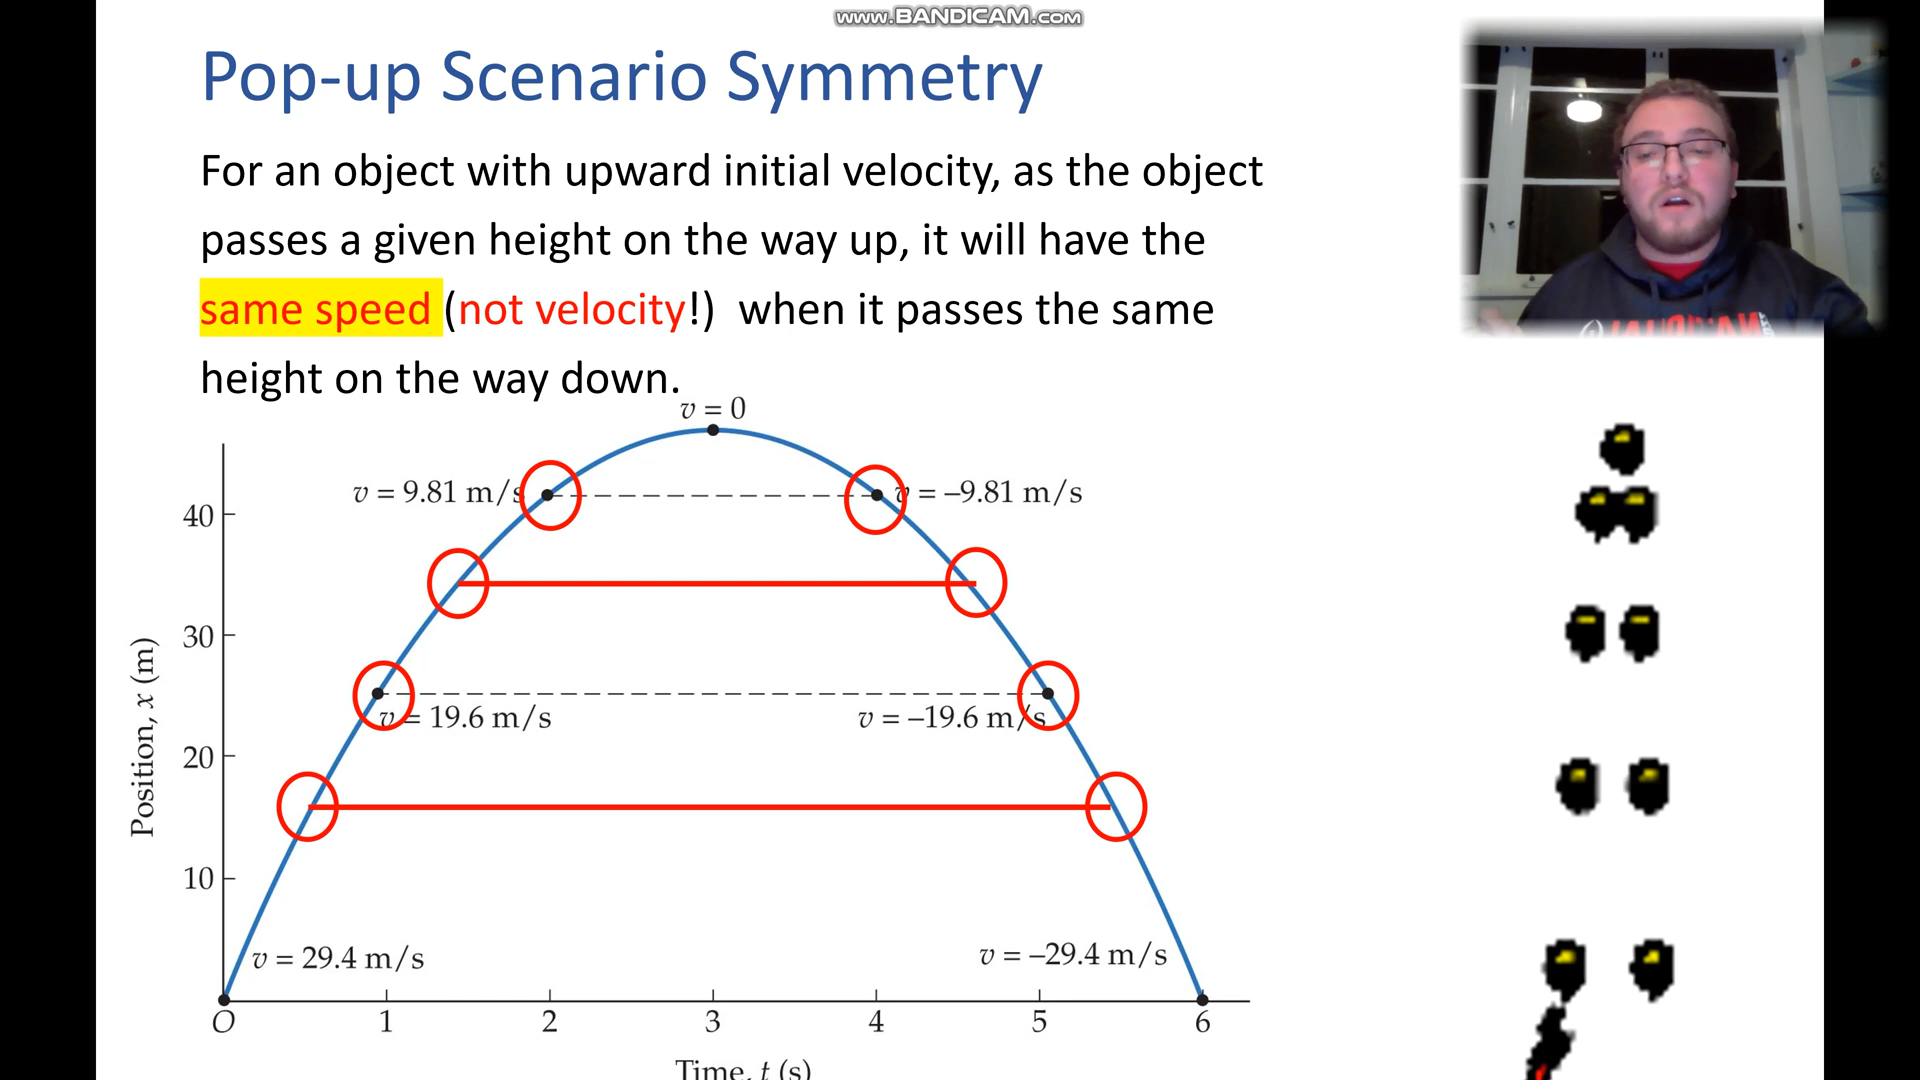 www.BANDICAM.com
Pop-up Scenario Symmetry
For an object with upward initial velocity, as the object
passes a given height on the way up, it will have the
same speed (not velocity!)  when it passes the same
height on the way down.
v = 0
v = 9.81 m/s
v = –9.81 m/s
40
30
v = 19.6 m/s
v = –19.6 m/s
20
Position, x (m)
10
v = 29.4 m/s
v = –29.4 m/s
O 1 2 3 4 5 6
Time, t (s)